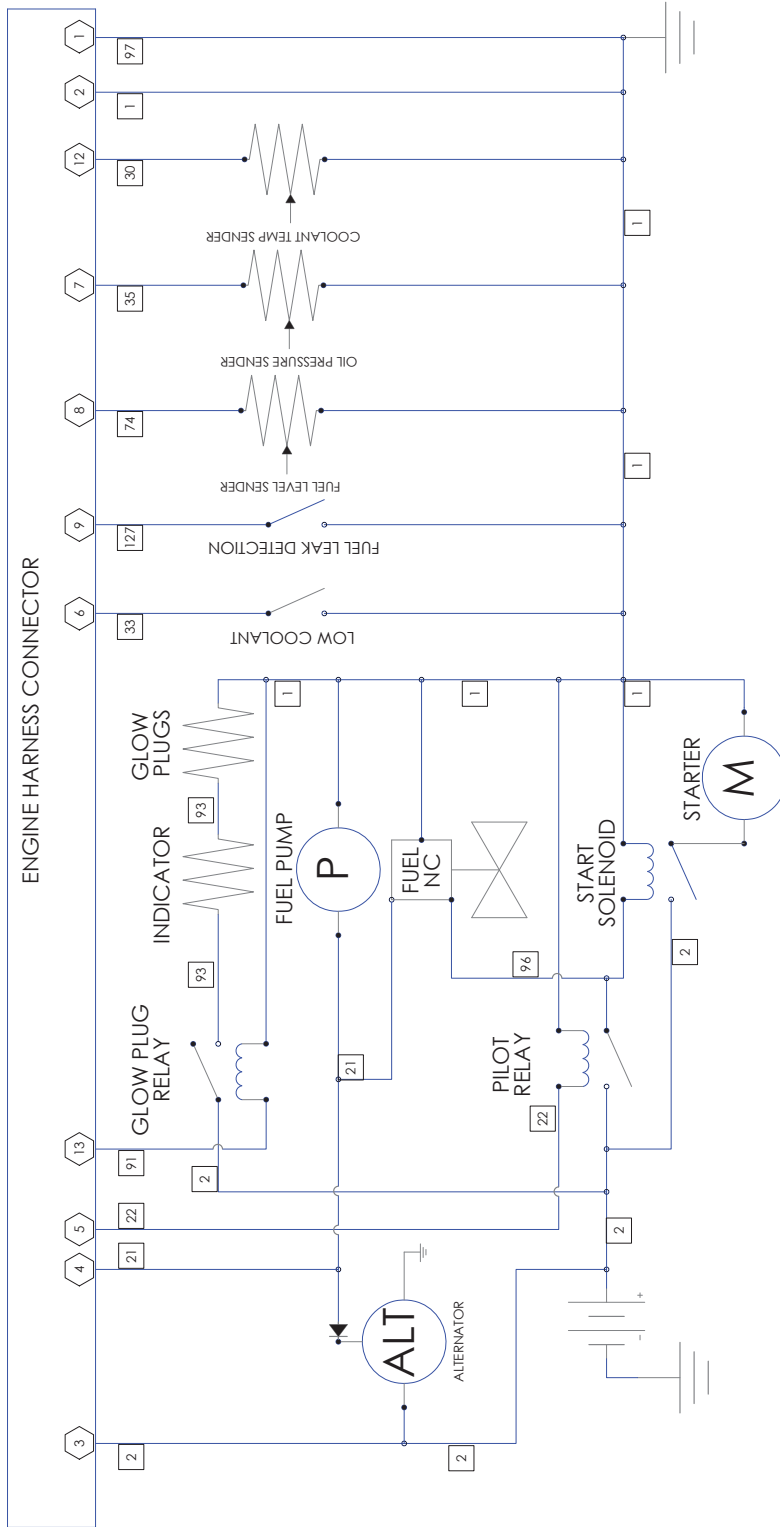 ENGINE HARNESS CONNECTOR
3
4
5
13
6
9
8
7
12
2
1
2
21
22
91
33
127
74
35
30
1
97
GLOW PLUG
RELAY
INDICATOR
GLOW
PLUGS
93
93
2
1
LOW COOLANT
FUEL LEAK DETECTION
FUEL LEVEL SENDER
OIL PRESSURE SENDER
COOLANT TEMP SENDER
FUEL PUMP
P
21
FUEL
NC
ALT
ALTERNATOR
2
PILOT
RELAY
22
96
1
START
SOLENOID
2
2
1
1
1
STARTER
M
+
-